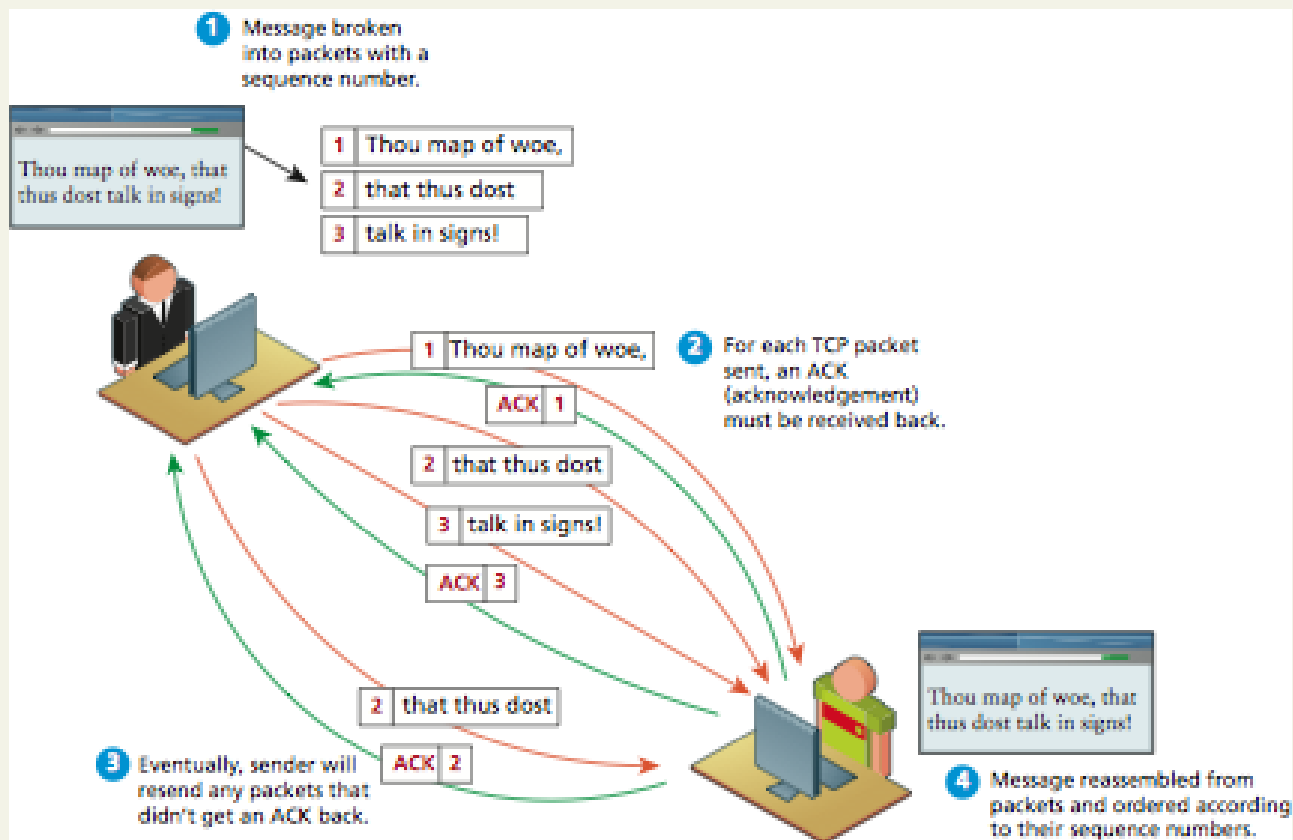 1 Message broken
into packets with a
sequence number.
Thou map of woe, that
thus dost talk in signs!
1 Thou map of woe,
2 that thus dost
3 talk in signs!
1 Thou map of woe,
2 For each TCP packet
sent, an ACK
(acknowledgement)
must be received back.
ACK 1
2 that thus dost
3 talk in signs!
ACK 3
2 that thus dost
ACK 2
3 Eventually, sender will
resend any packets that
didn't get an ACK back.
Thou map of woe, that
thus dost talk in signs!
4 Message reassembled from
packets and ordered according
to their sequence numbers.